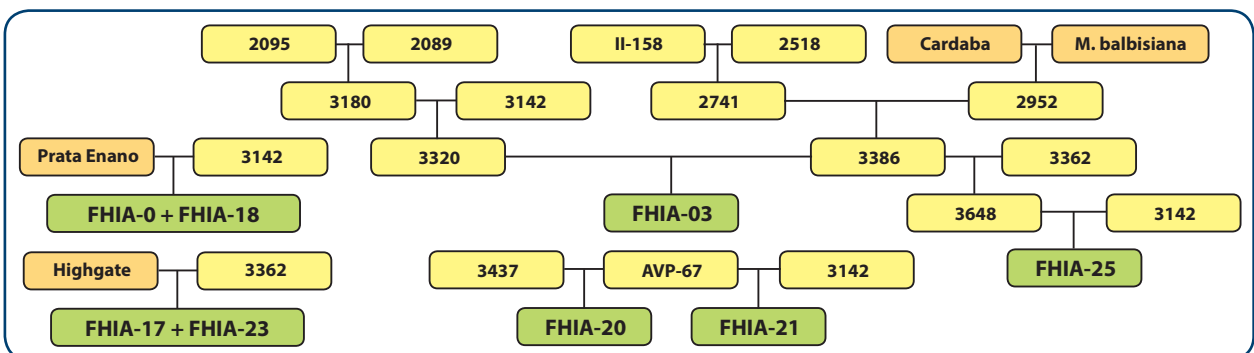 2095
2089
II-158
2518
Cardaba
M. balbisiana
3180
3142
2741
2952
Prata Enano
3142
3320
3386
3362
FHIA-0 + FHIA-18
FHIA-03
3648
3142
Highgate
3362
3437
AVP-67
3142
FHIA-25
FHIA-17 + FHIA-23
FHIA-20
FHIA-21